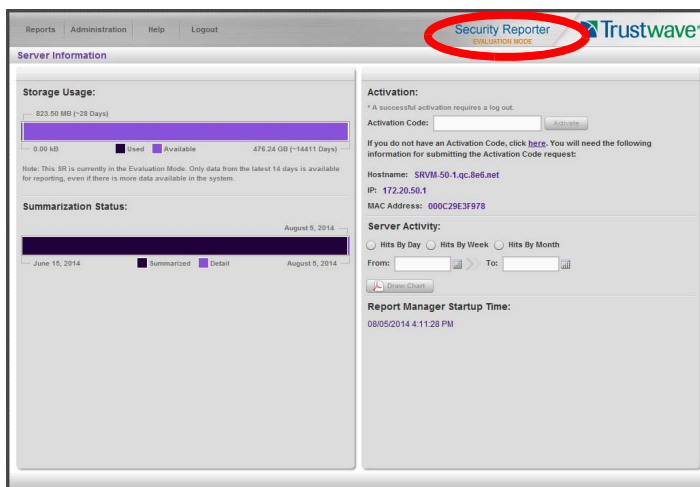 Reports Administration Help Logout
Security Reporter
EVALUATION MODE
Trustwave®
Server Information
Storage Usage:
823.50 MB (~28 Days)
0.00 kB Used Available 476.24 GB (~14411 Days)
Note: This SR is currently in the Evaluation Mode. Only data from the latest 14 days is available
for reporting, even if there is more data available in the system.
Summarization Status:
August 5, 2014
June 15, 2014 Summarized Detail August 5, 2014
Activation:
* A successful activation requires a log out.
Activation Code: Activate
If you do not have an Activation Code, click here. You will need the following
information for submitting the Activation Code request:
Hostname: SRVM-50-1.qc.8e6.net
IP: 172.20.50.1
MAC Address: 000C29E3F978
Server Activity:
Hits By Day Hits By Week Hits By Month
From: To:
Draw Chart
Report Manager Startup Time:
08/05/2014 4:11:28 PM